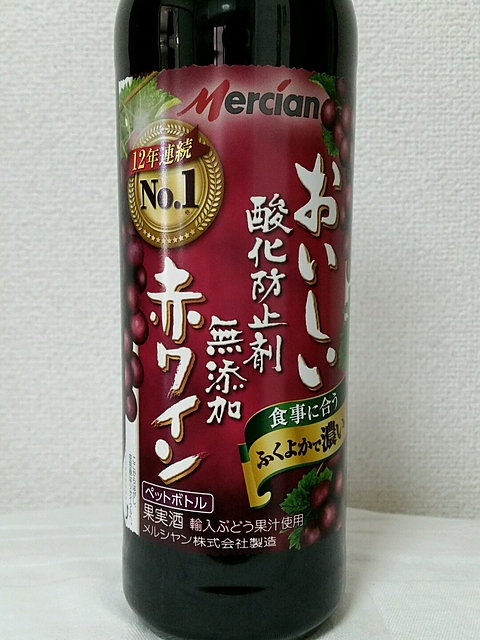 Mercian
12年連続
No.1
おいしい
酸化防止剤
無添加
赤ワイン
食事に合う
ふくよかで濃い
ペットボトル
果実酒 輸入ぶどう果汁使用
メルシャン株式会社製造